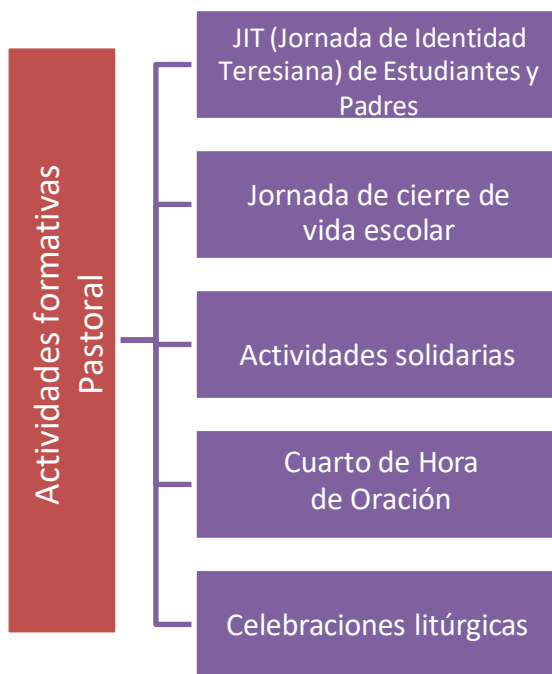 Actividades formativas
Pastoral
JIT (Jornada de Identidad
Teresiana) de Estudiantes y
Padres
Jornada de cierre de
vida escolar
Actividades solidarias
Cuarto de Hora
de Oración
Celebraciones litúrgicas